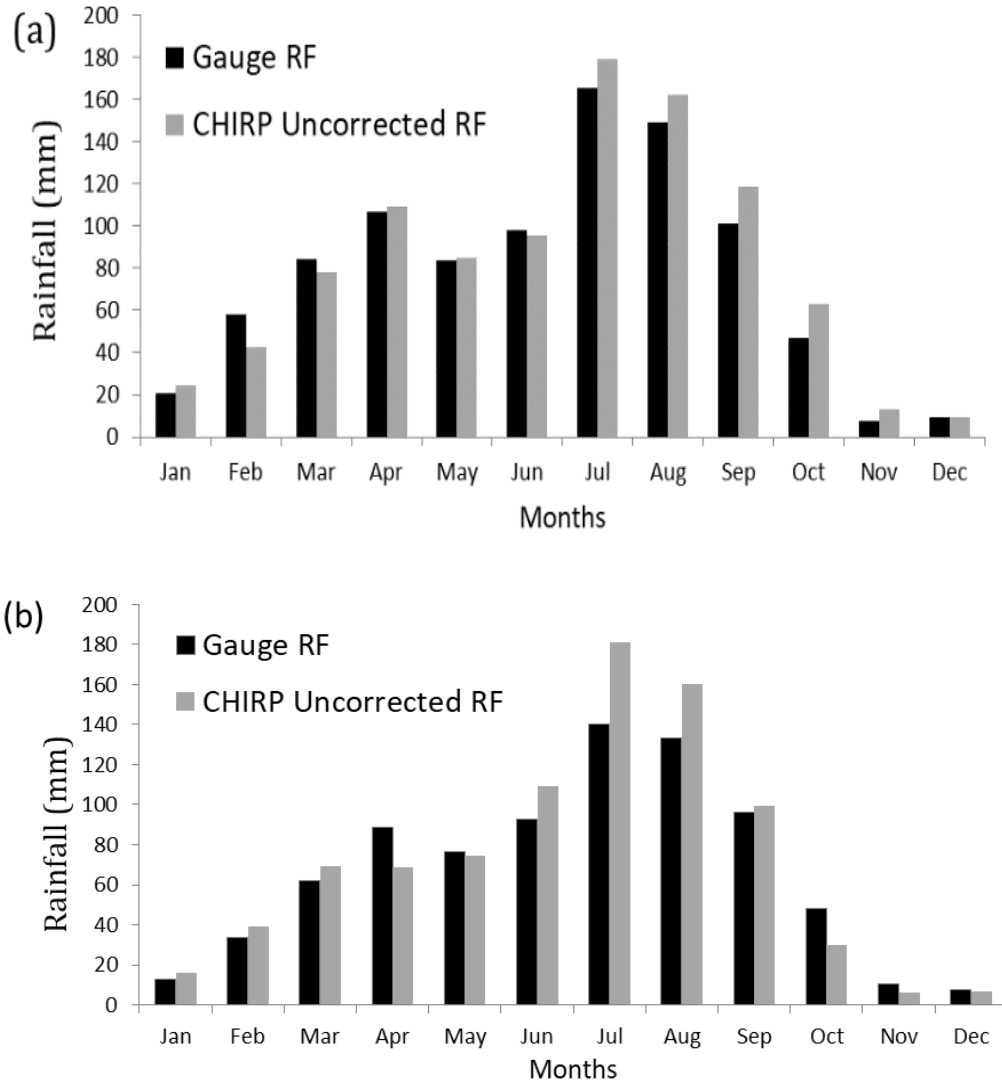 (a)
Gauge RF
CHIRP Uncorrected RF
Rainfall (mm)
200
180
160
140
120
100
80
60
40
20
0
Jan Feb Mar Apr May Jun Jul Aug Sep Oct Nov Dec
Months
(b)
Gauge RF
CHIRP Uncorrected RF
Rainfall (mm)
200
180
160
140
120
100
80
60
40
20
0
Jan Feb Mar Apr May Jun Jul Aug Sep Oct Nov Dec
Months